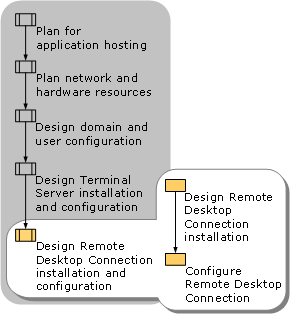 Plan for
application hosting
Plan network and
hardware resources
Design domain and
user configuration
Design Terminal
Server installation
and configuration
Design Remote
Desktop Connection
installation and
configuration
Design Remote
Desktop
Connection
installation
Configure
Remote Desktop
Connection